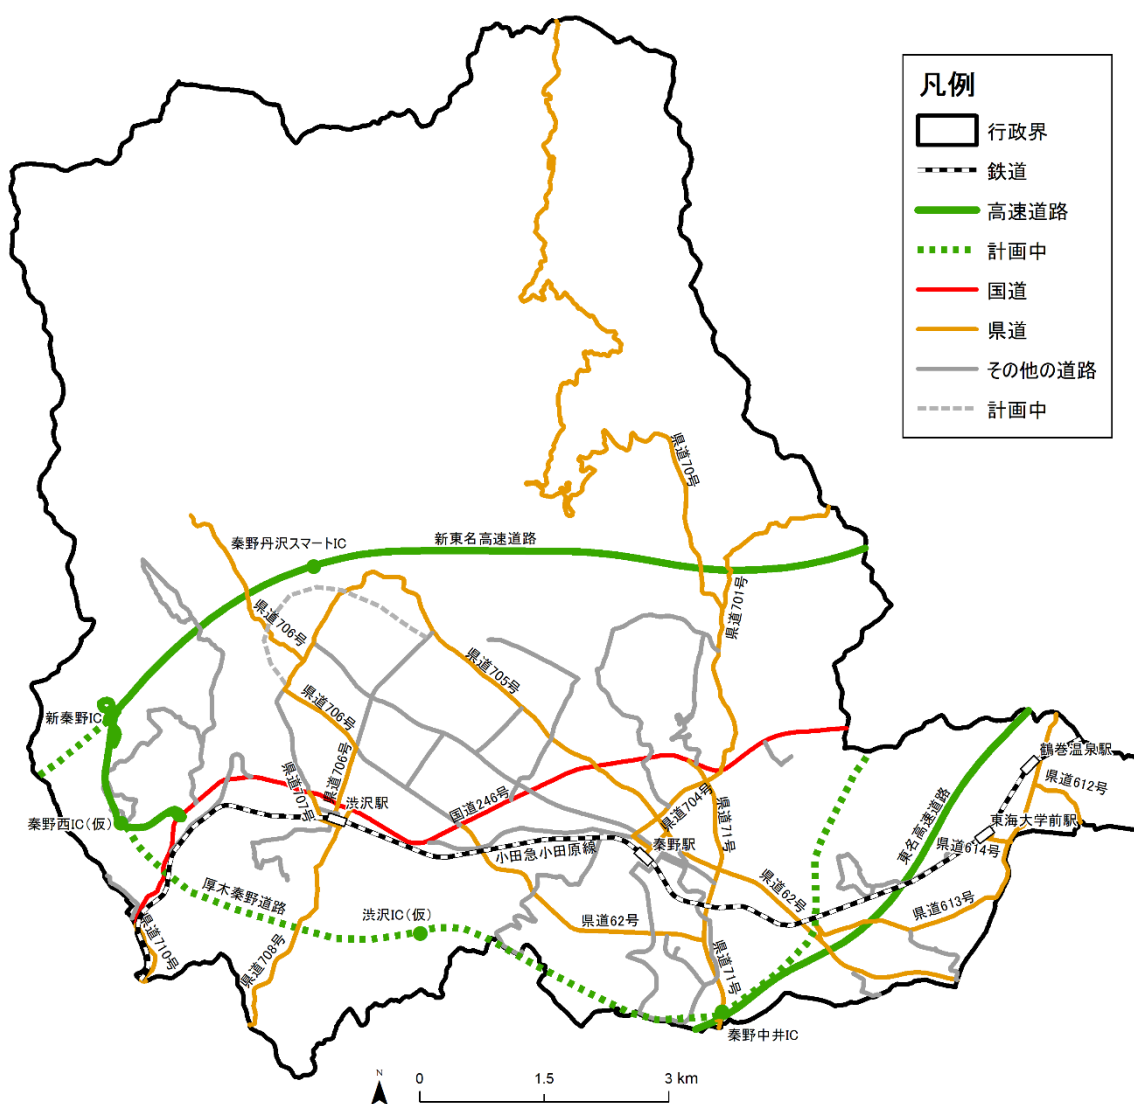 凡例
行政界
鉄道
高速道路
計画中
国道
県道
その他の道路
計画中
県道70号
秦野丹沢スマートIC
新東名高速道路
県道701号
県道706号
県道705号
新秦野IC
県道706号
県道706号
県道707号
渋沢駅
国道246号
県道704号
県道71号
鶴巻温泉駅
県道612号
東名高速道路
東海大学前駅
県道614号
秦野西IC(仮)
小田急小田原線
秦野駅
県道62号
県道613号
厚木秦野道路
渋沢IC(仮)
県道62号
県道710号
県道708号
県道71号
秦野中井IC
N
0
1.5
3 km